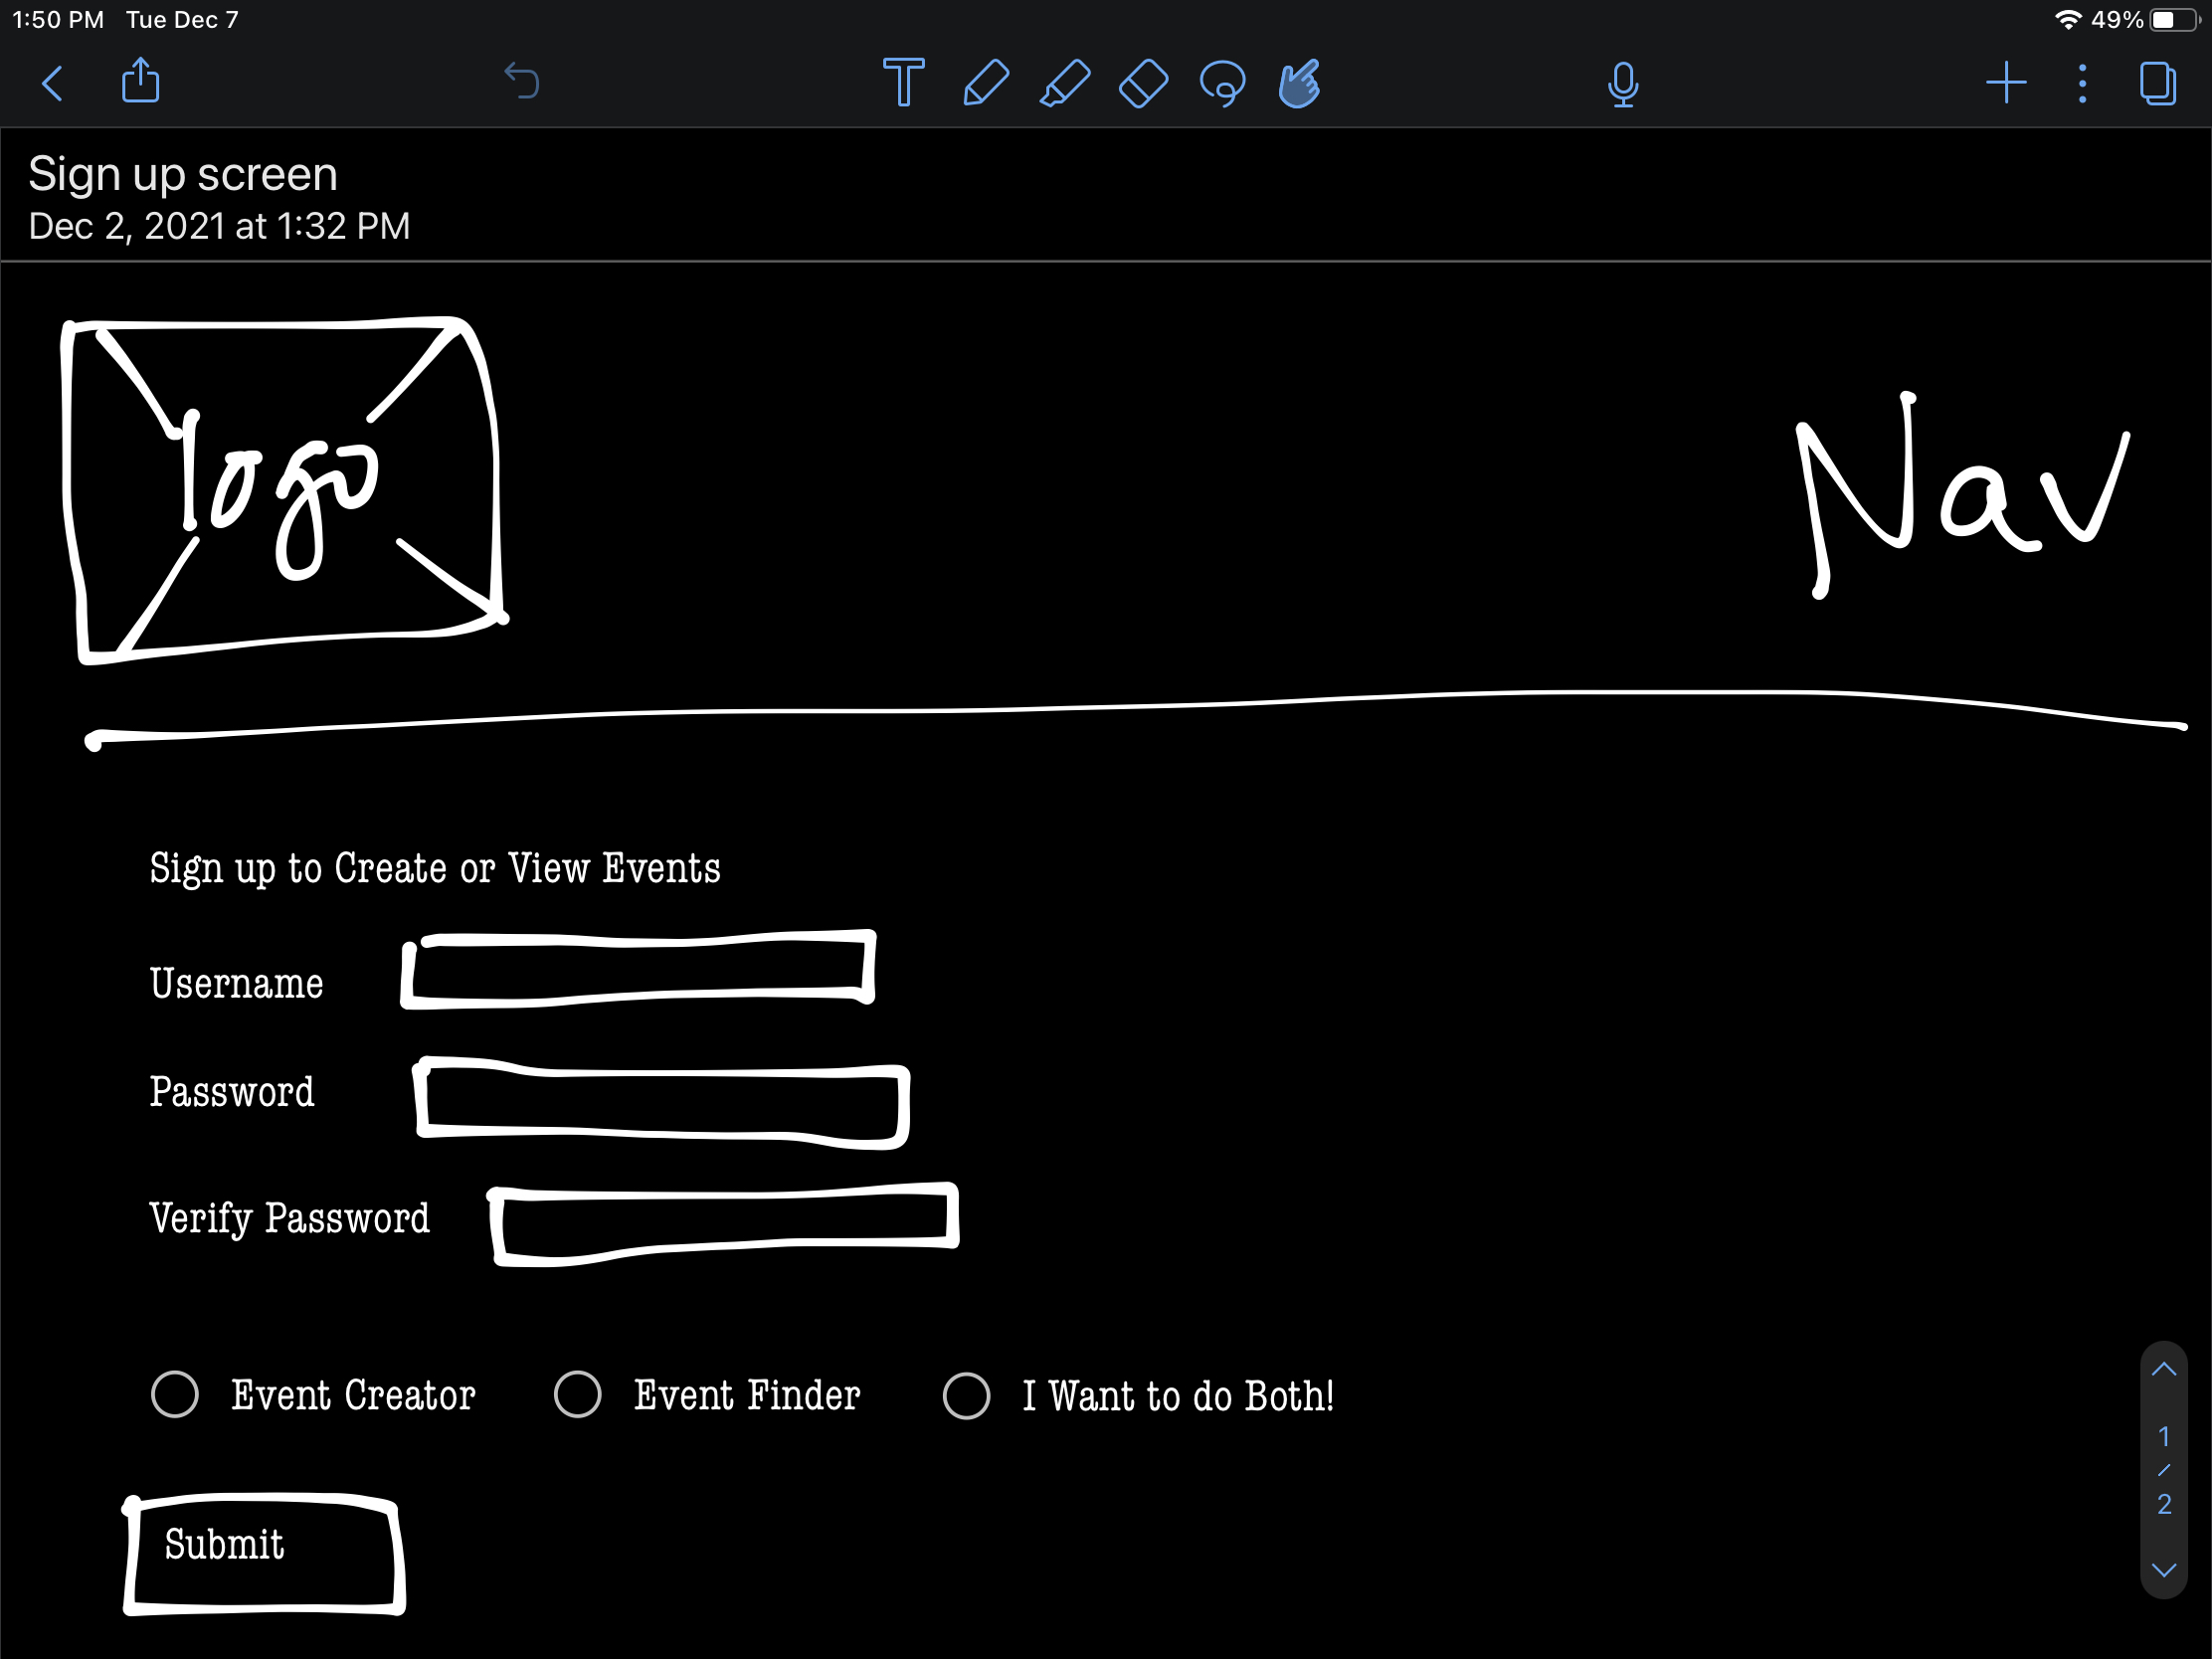 1:50 PM Tue Dec 7 49%
Sign up screen
Dec 2, 2021 at 1:32 PM
logo
Nav
Sign up to Create or View Events
Username
Password
Verify Password
Event Creator Event Finder I Want to do Both!
Submit
1
/
2